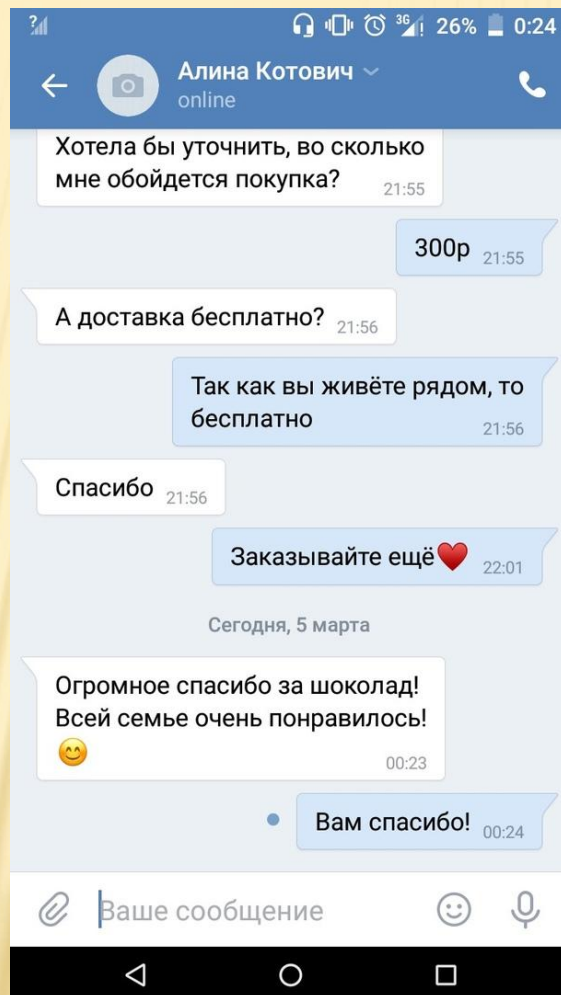 3G 26% 0:24
Алина Котович
online
Хотела бы уточнить, во сколько
мне обойдется покупка? 21:55
300р 21:55
А доставка бесплатно? 21:56
Так как вы живёте рядом, то
бесплатно 21:56
Спасибо 21:56
Заказывайте ещё❤️ 22:01
Сегодня, 5 марта
Огромное спасибо за шоколад!
Всей семье очень понравилось!
😊 00:23
Вам спасибо! 00:24
Ваше сообщение